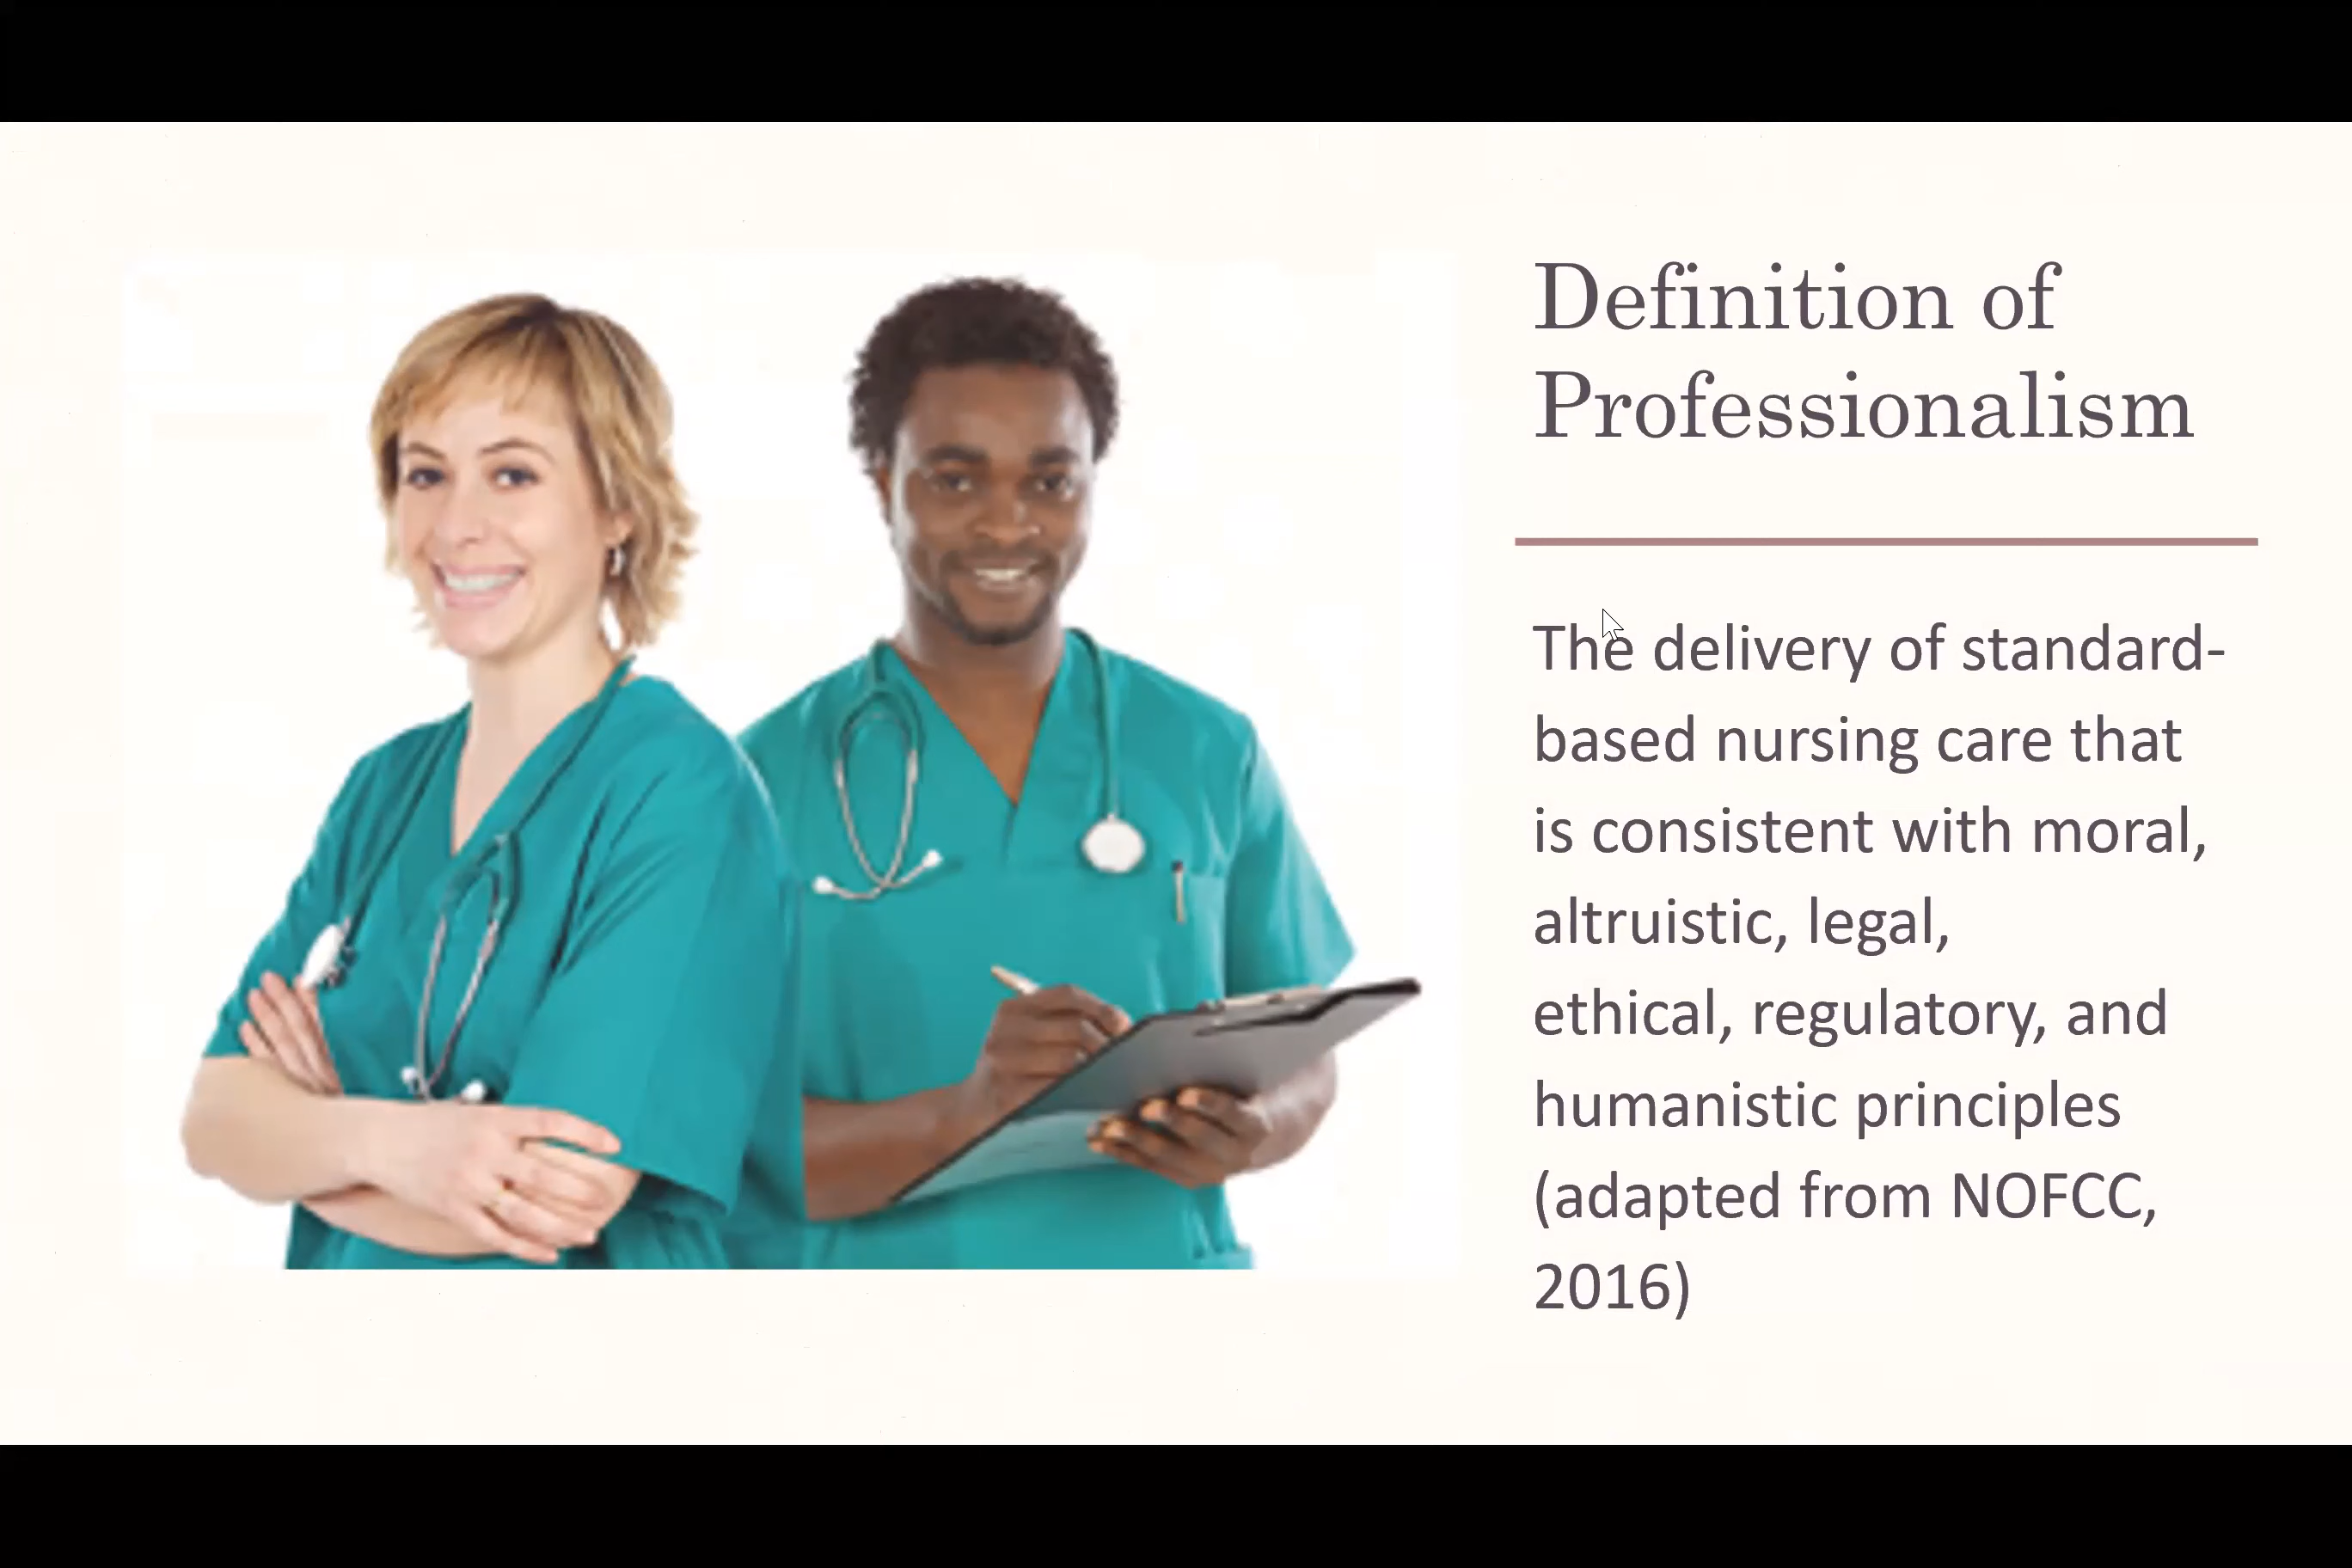 Definition of
Professionalism
The delivery of standard-
based nursing care that
is consistent with moral,
altruistic, legal,
ethical, regulatory, and
humanistic principles
(adapted from NOFCC,
2016)